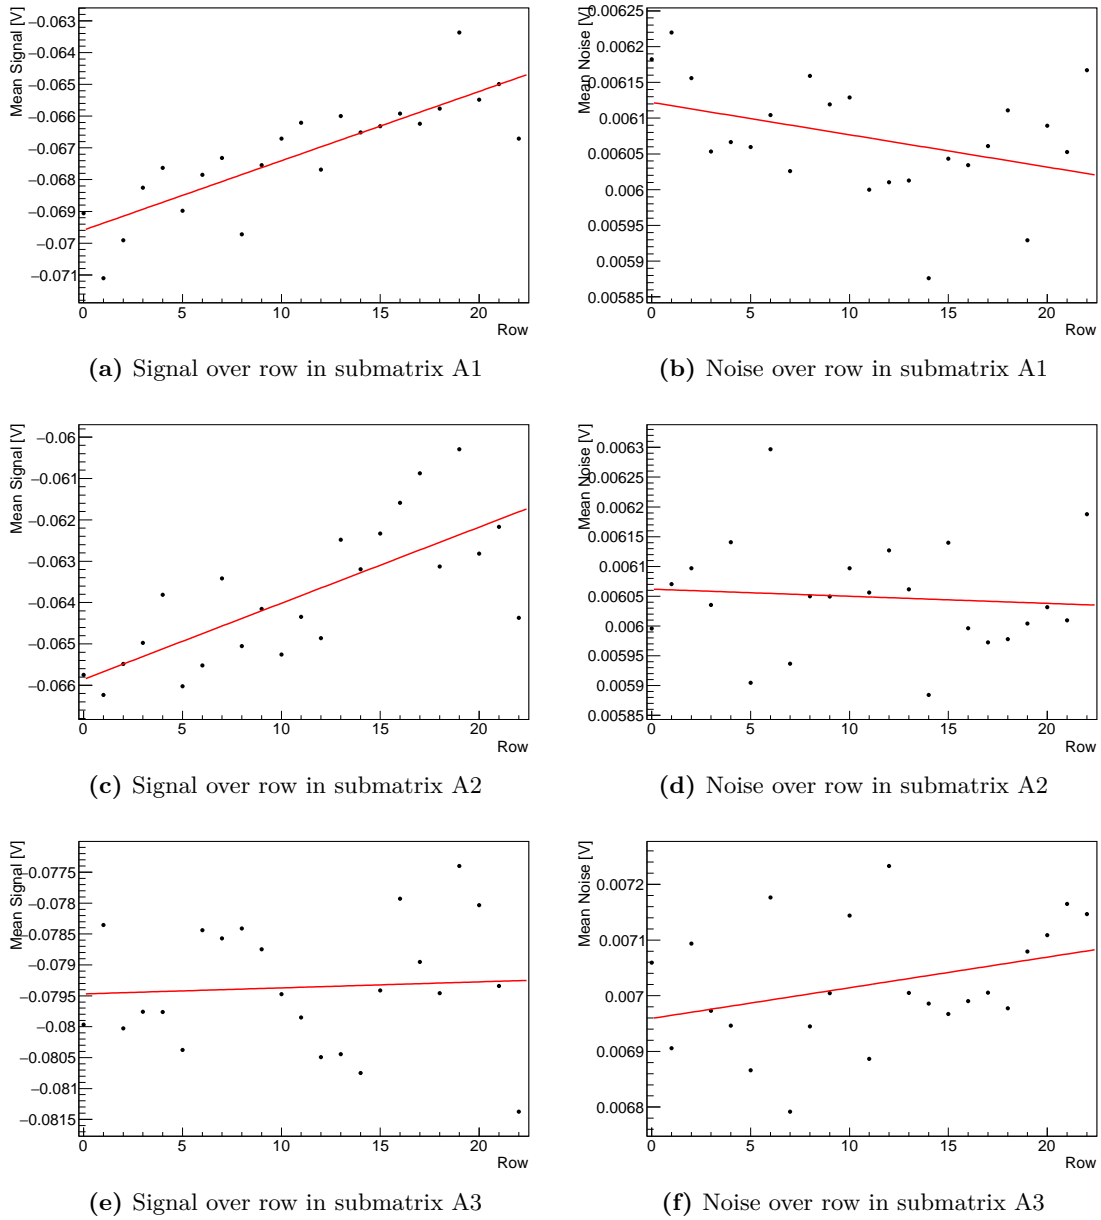 Mean Signal [V]
−0.063
−0.064
−0.065
−0.066
−0.067
−0.068
−0.069
−0.07
−0.071
0 5 10 15 20
Row
Mean Noise [V]
0.00625
0.0062
0.00615
0.0061
0.00605
0.006
0.00595
0.0059
0.00585
0 5 10 15 20
Row
(a) Signal over row in submatrix A1
(b) Noise over row in submatrix A1
Mean Signal [V]
−0.06
−0.061
−0.062
−0.063
−0.064
−0.065
−0.066
0 5 10 15 20
Row
Mean Noise [V]
0.0063
0.00625
0.0062
0.00615
0.0061
0.00605
0.006
0.00595
0.0059
0.00585
0 5 10 15 20
Row
(c) Signal over row in submatrix A2
(d) Noise over row in submatrix A2
Mean Signal [V]
−0.0775
−0.078
−0.0785
−0.079
−0.0795
−0.08
−0.0805
−0.081
−0.0815
0 5 10 15 20
Row
Mean Noise [V]
0.0072
0.0071
0.007
0.0069
0.0068
0 5 10 15 20
Row
(e) Signal over row in submatrix A3
(f) Noise over row in submatrix A3